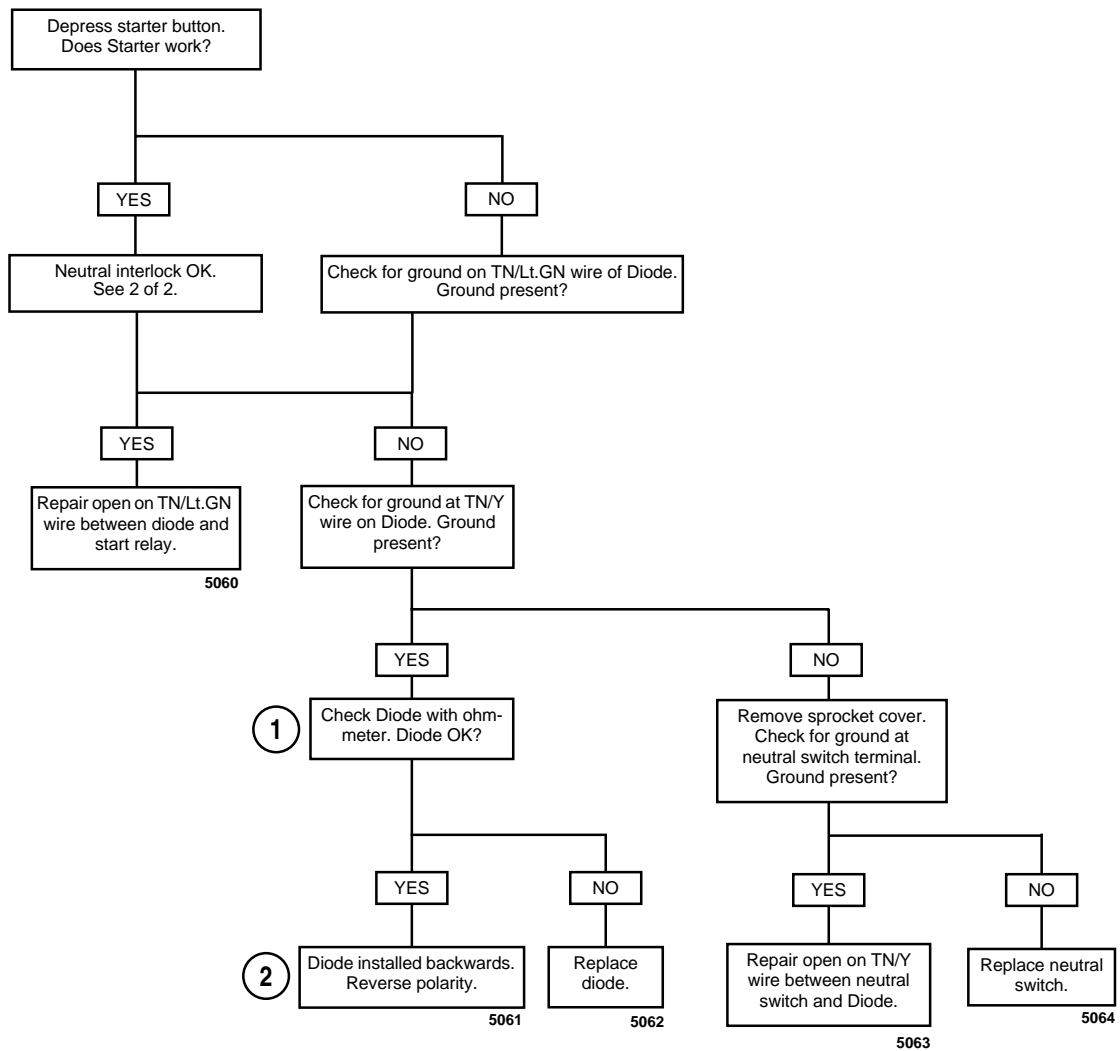 Depress starter button.
Does Starter work?
YES
NO
Neutral interlock OK.
See 2 of 2.
Check for ground on TN/Lt.GN wire of Diode.
Ground present?
YES
NO
Repair open on TN/Lt.GN
wire between diode and
start relay.
5060
Check for ground at TN/Y
wire on Diode. Ground
present?
YES
NO
1
Check Diode with ohm-
meter. Diode OK?
Remove sprocket cover.
Check for ground at
neutral switch terminal.
Ground present?
YES
NO
YES
NO
2
Diode installed backwards.
Reverse polarity.
5061
Replace
diode.
5062
Repair open on TN/Y
wire between neutral
switch and Diode.
5063
Replace neutral
switch.
5064